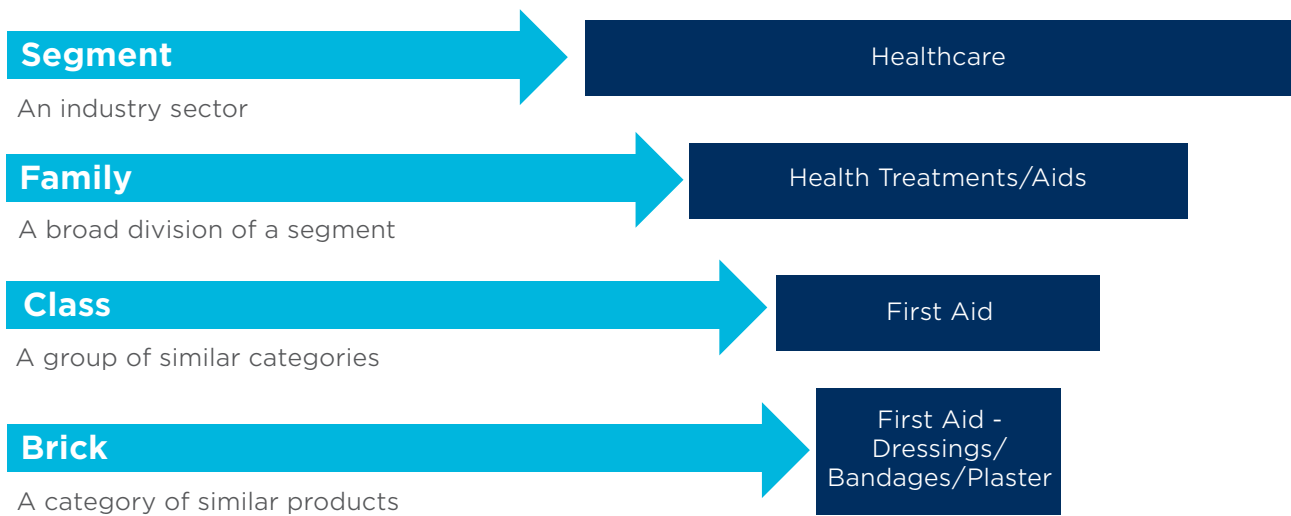 Segment
Healthcare
An industry sector
Family
Health Treatments/Aids
A broad division of a segment
Class
First Aid
A group of similar categories
Brick
First Aid -
Dressings/
Bandages/Plaster
A category of similar products